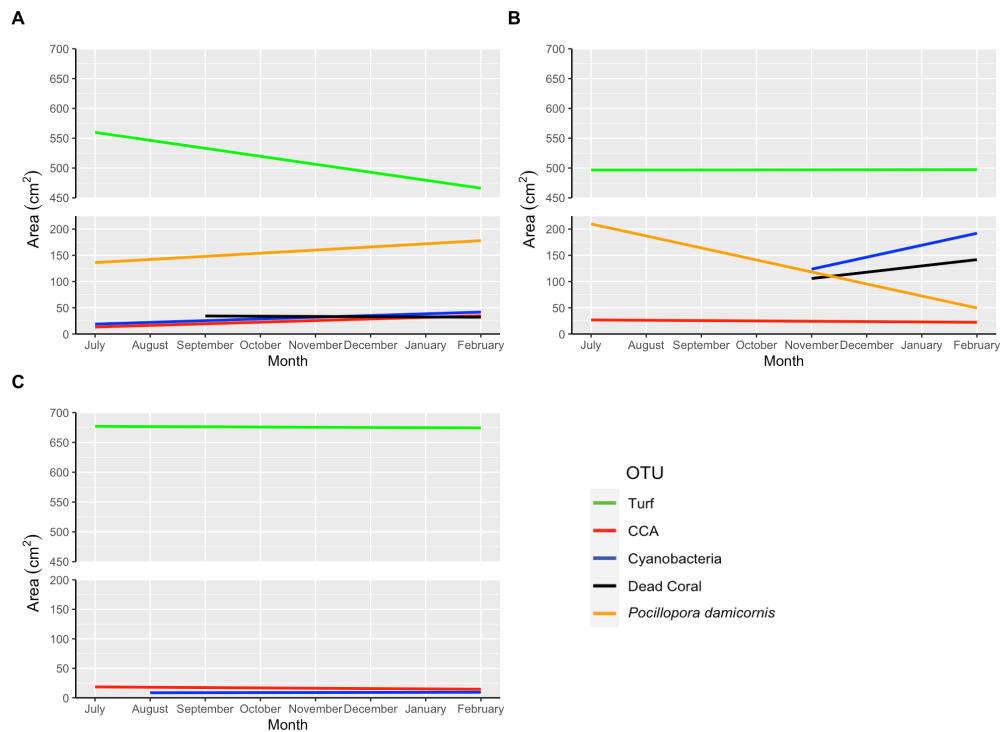 A
700
650
600
550
500
450
200
150
100
50
0
Area (cm²)
July August September October November December January February
Month
B
700
650
600
550
500
450
200
150
100
50
0
Area (cm²)
July August September October November December January February
Month
C
700
650
600
550
500
450
200
150
100
50
0
Area (cm²)
July August September October November December January February
Month
OTU
Turf
CCA
Cyanobacteria
Dead Coral
Pocillopora damicornis